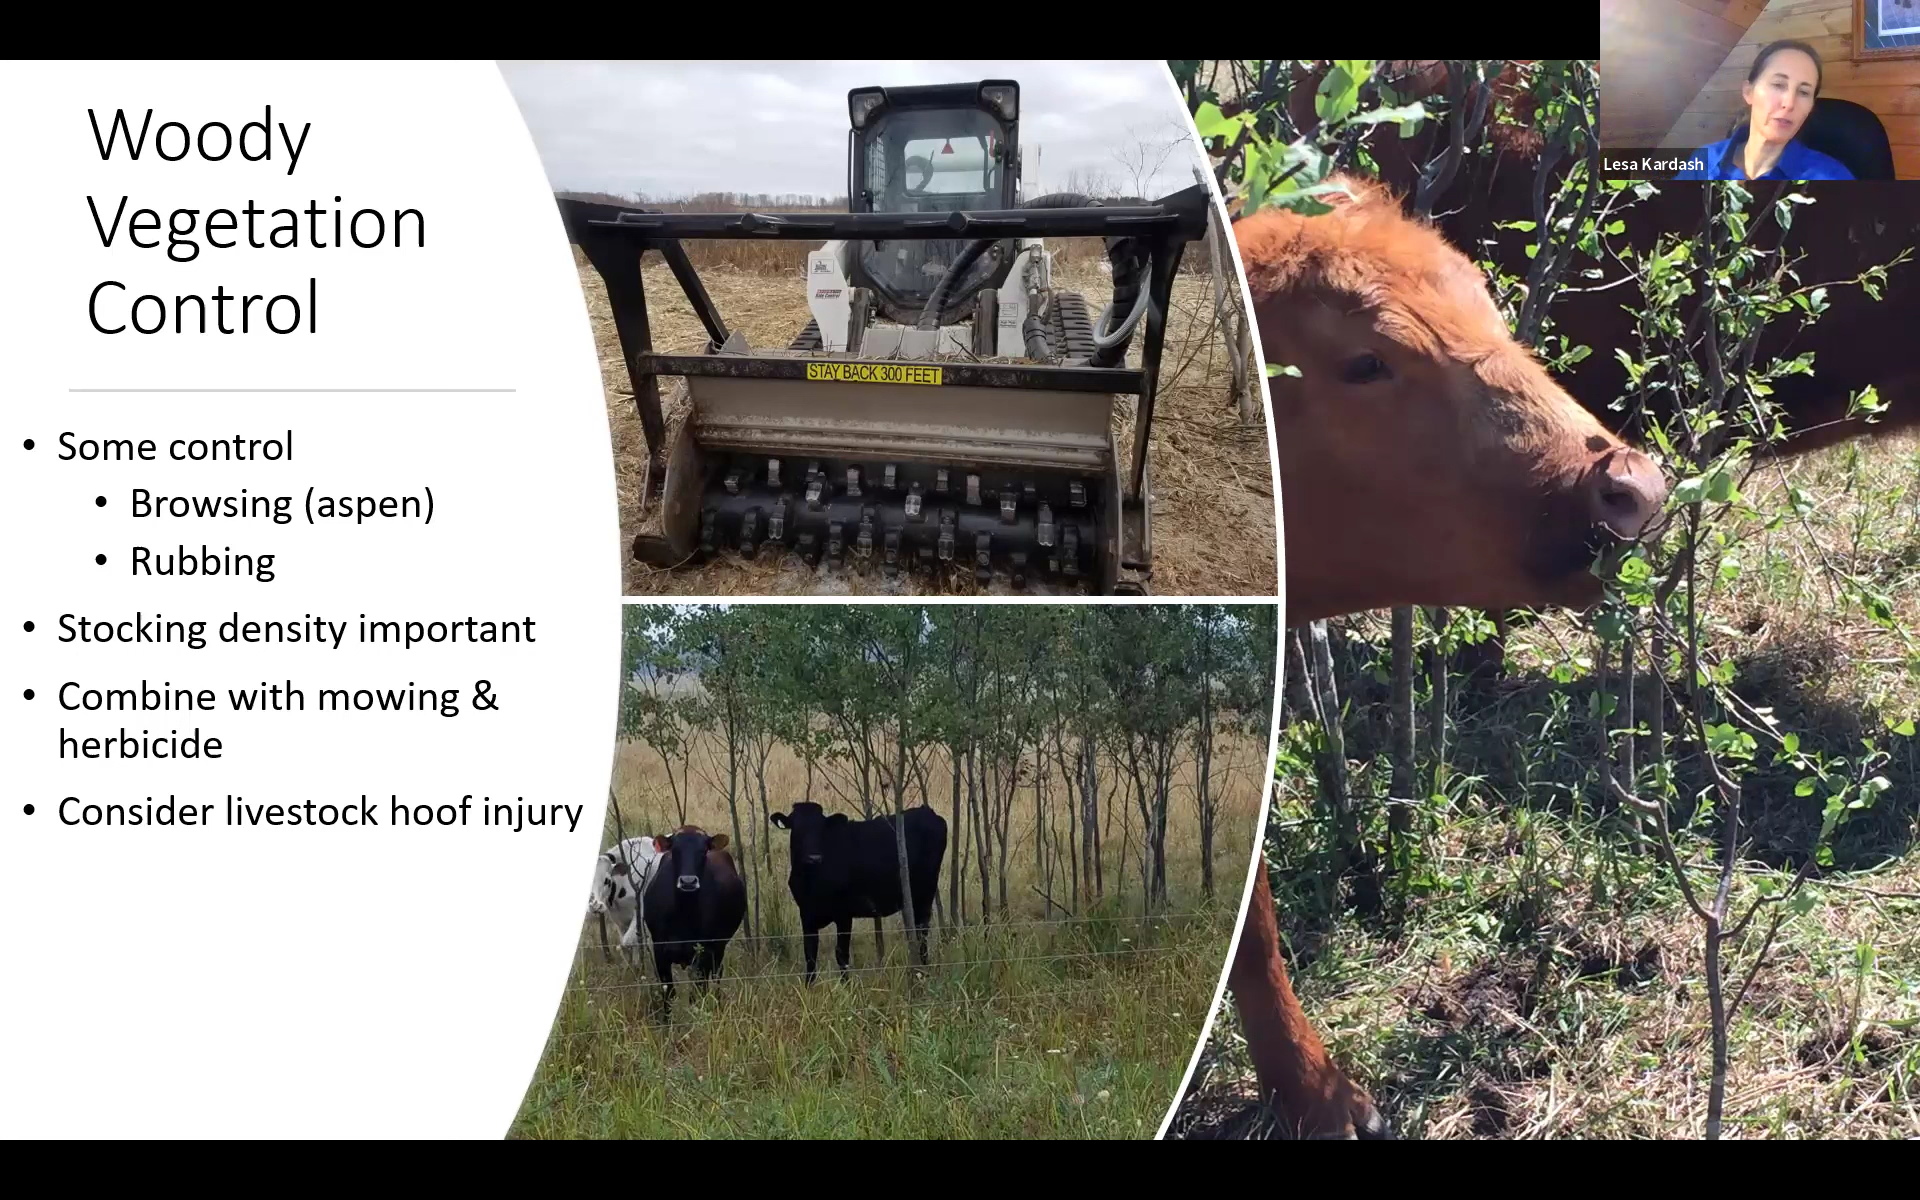 Woody
Vegetation
Control
• Some control
• Browsing (aspen)
• Rubbing
• Stocking density important
• Combine with mowing &
herbicide
• Consider livestock hoof injury
STAY BACK 300 FEET
Lesa Kardash